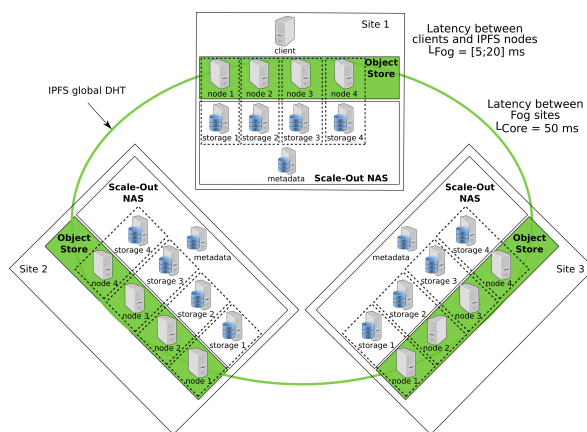 Site 1
client
Object
Store
node 1
node 2
node 3
node 4
storage 1
storage 2
storage 3
storage 4
metadata
Scale-Out NAS
Latency between
clients and IPFS nodes
LFog = [5;20] ms
Latency between
Fog sites
LCore = 50 ms
IPFS global DHT
Site 2
Scale-Out
NAS
Object
Store
metadata
storage 4
storage 3
storage 2
storage 1
node 4
node 3
node 2
node 1
Site 3
Scale-Out
NAS
Object
Store
metadata
storage 4
storage 3
storage 2
storage 1
node 4
node 3
node 2
node 1